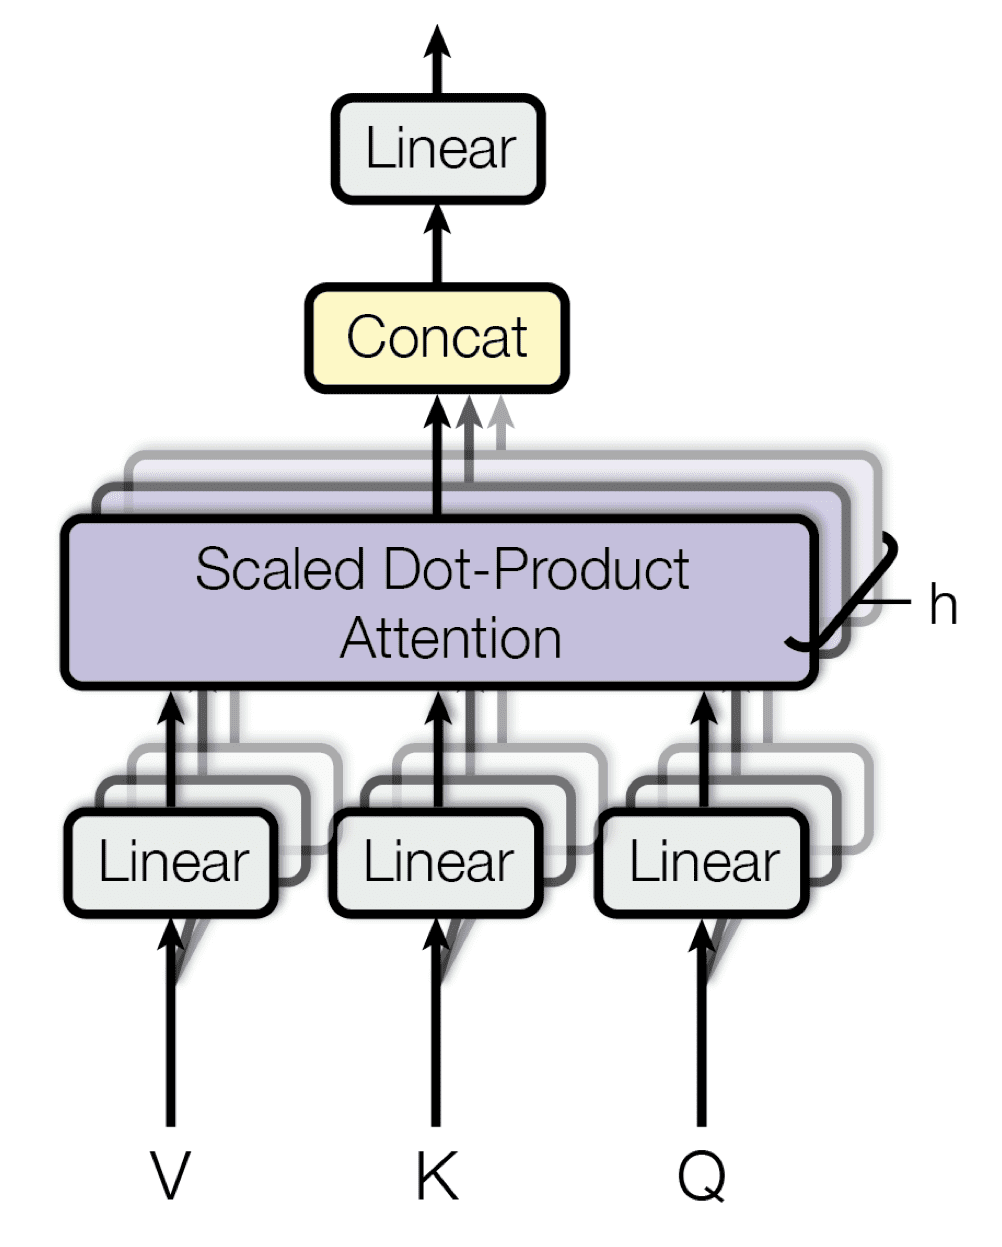 Linear
Concat
Scaled Dot-Product
Attention
h
Linear
Linear
Linear
V
K
Q